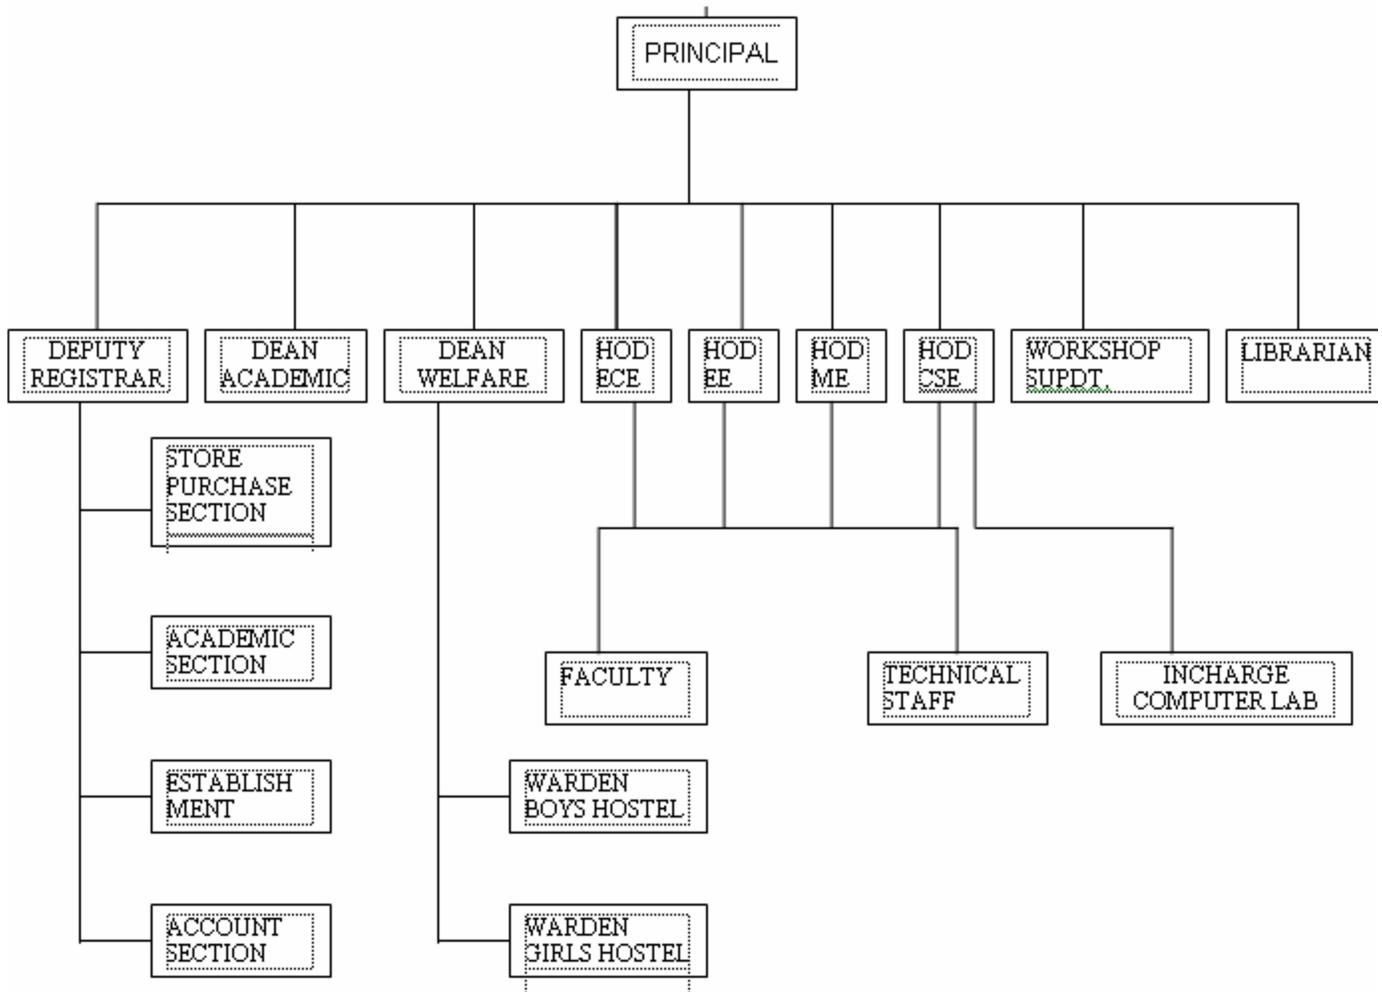 PRINCIPAL
DEPUTY
REGISTRAR
DEAN
ACADEMIC
DEAN
WELFARE
HOD
ECE
HOD
EE
HOD
ME
HOD
CSE
WORKSHOP
SUPDT.
LIBRARIAN
STORE
PURCHASE
SECTION
ACADEMIC
SECTION
ESTABLISH
MENT
ACCOUNT
SECTION
FACULTY
TECHNICAL
STAFF
INCHARGE
COMPUTER LAB
WARDEN
BOYS HOSTEL
WARDEN
GIRLS HOSTEL